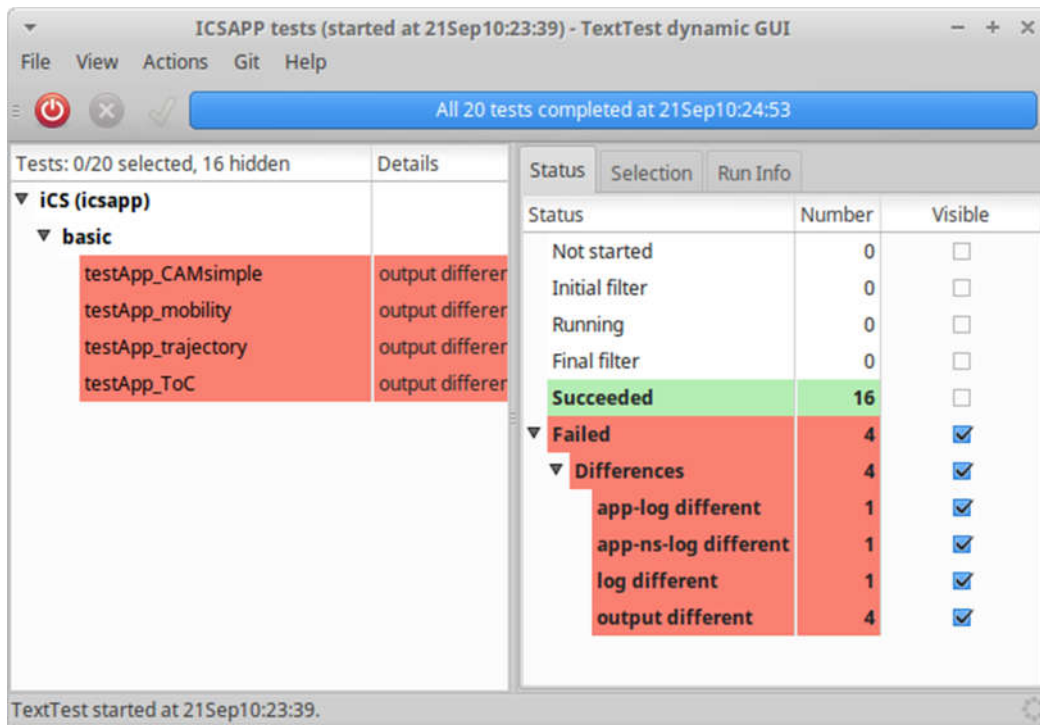 ICSAPP tests (started at 21Sep10:23:39) - TextTest dynamic GUI
File View Actions Git Help
All 20 tests completed at 21Sep10:24:53
Tests: 0/20 selected, 16 hidden Details
iCS (icsapp)
basic
testApp_CAMsimple output differen
testApp_mobility output differen
testApp_trajectory output differen
testApp_ToC output differen
Status Selection Run Info
Status Number Visible
Not started 0
Initial filter 0
Running 0
Final filter 0
Succeeded 16
Failed 4
Differences 4
app-log different 1
app-ns-log different 1
log different 1
output different 4
TextTest started at 21Sep10:23:39.